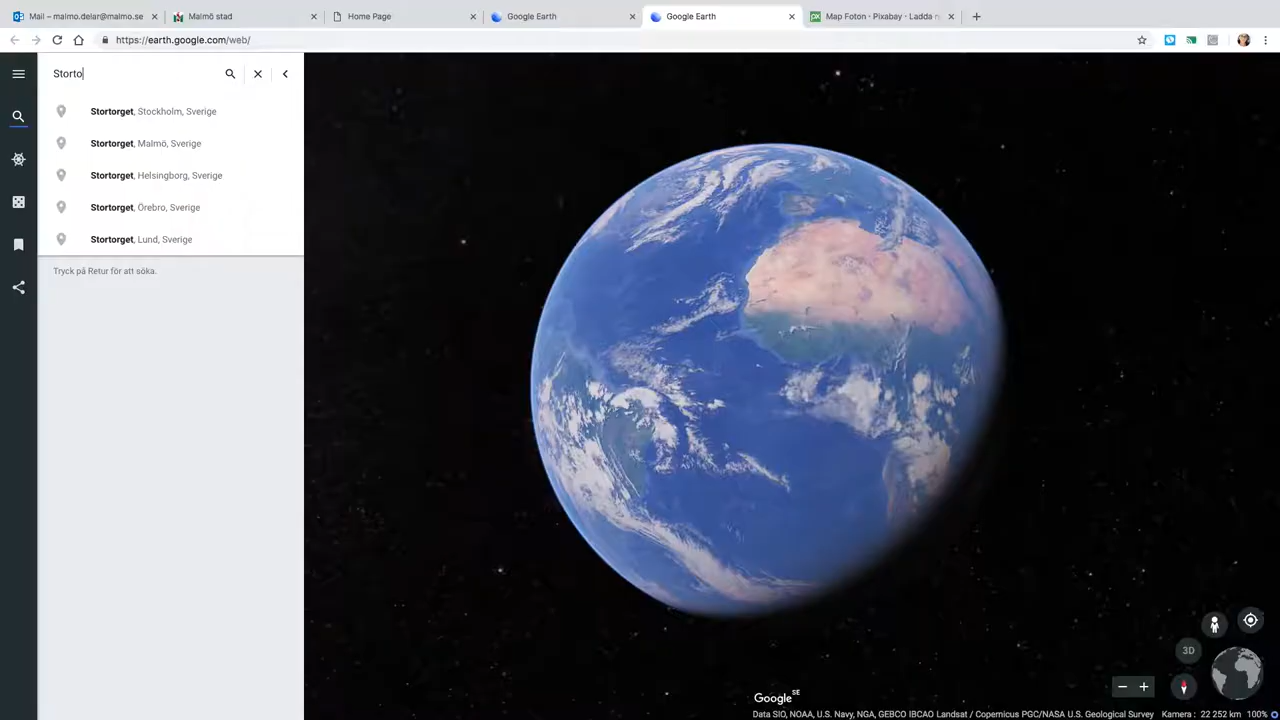 Mail – malmo.delar@malmo.se
Malmö stad
Home Page
Google Earth
Google Earth
Map Foton · Pixabay · Ladda n
https://earth.google.com/web/
Storto
Stortorget, Stockholm, Sverige
Stortorget, Malmö, Sverige
Stortorget, Helsingborg, Sverige
Stortorget, Örebro, Sverige
Stortorget, Lund, Sverige
Tryck på Retur för att söka.
3D
Google SE
Data SIO, NOAA, U.S. Navy, NGA, GEBCO IBCAO Landsat / Copernicus PGC/NASA U.S. Geological Survey Kamera : 22 252 km 100%